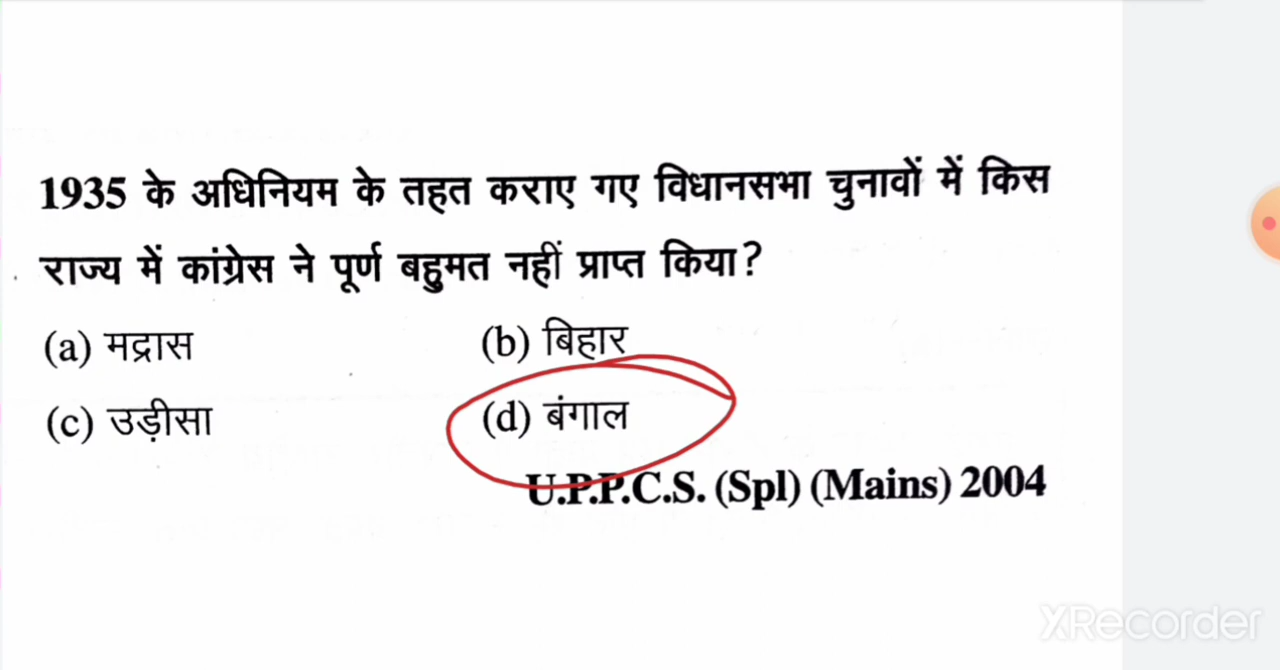 1935 के अधिनियम के तहत कराए गए विधानसभा चुनावों में किस
राज्य में कांग्रेस ने पूर्ण बहुमत नहीं प्राप्त किया?
(a) मद्रास (b) बिहार
(c) उड़ीसा (d) बंगाल
U.P.P.C.S. (Spl) (Mains) 2004
XRecorder